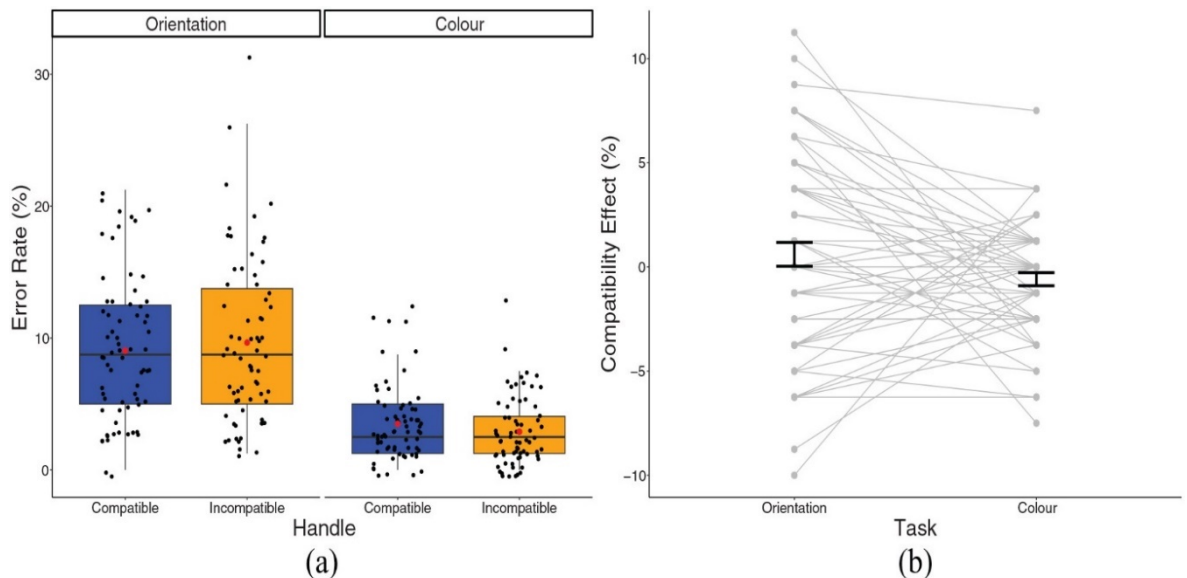 Orientation Colour
Error Rate (%)
30
20
10
0
Compatible Incompatible Compatible Incompatible
Handle
(a)
Compatibility Effect (%)
10
5
0
−5
−10
Orientation Colour
Task
(b)